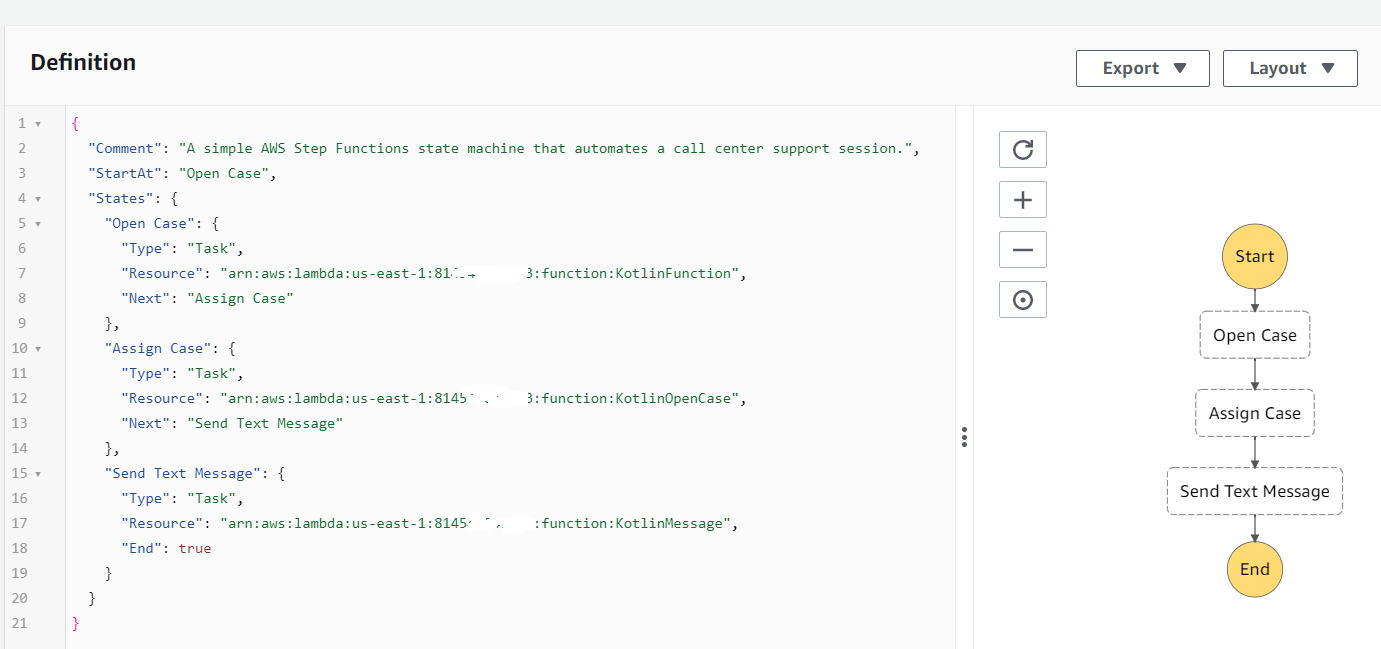 Definition
Export
Layout
1 {
2 "Comment": "A simple AWS Step Functions state machine that automates a call center support session.",
3 "StartAt": "Open Case",
4 "States": {
5 "Open Case": {
6 "Type": "Task",
7 "Resource": "arn:aws:lambda:us-east-1:81 3:function:KotlinFunction",
8 "Next": "Assign Case"
9 },
10 "Assign Case": {
11 "Type": "Task",
12 "Resource": "arn:aws:lambda:us-east-1:8145 3:function:KotlinOpenCase",
13 "Next": "Send Text Message"
14 },
15 "Send Text Message": {
16 "Type": "Task",
17 "Resource": "arn:aws:lambda:us-east-1:8145 :function:KotlinMessage",
18 "End": true
19 }
20 }
21 }
Start
Open Case
Assign Case
Send Text Message
End